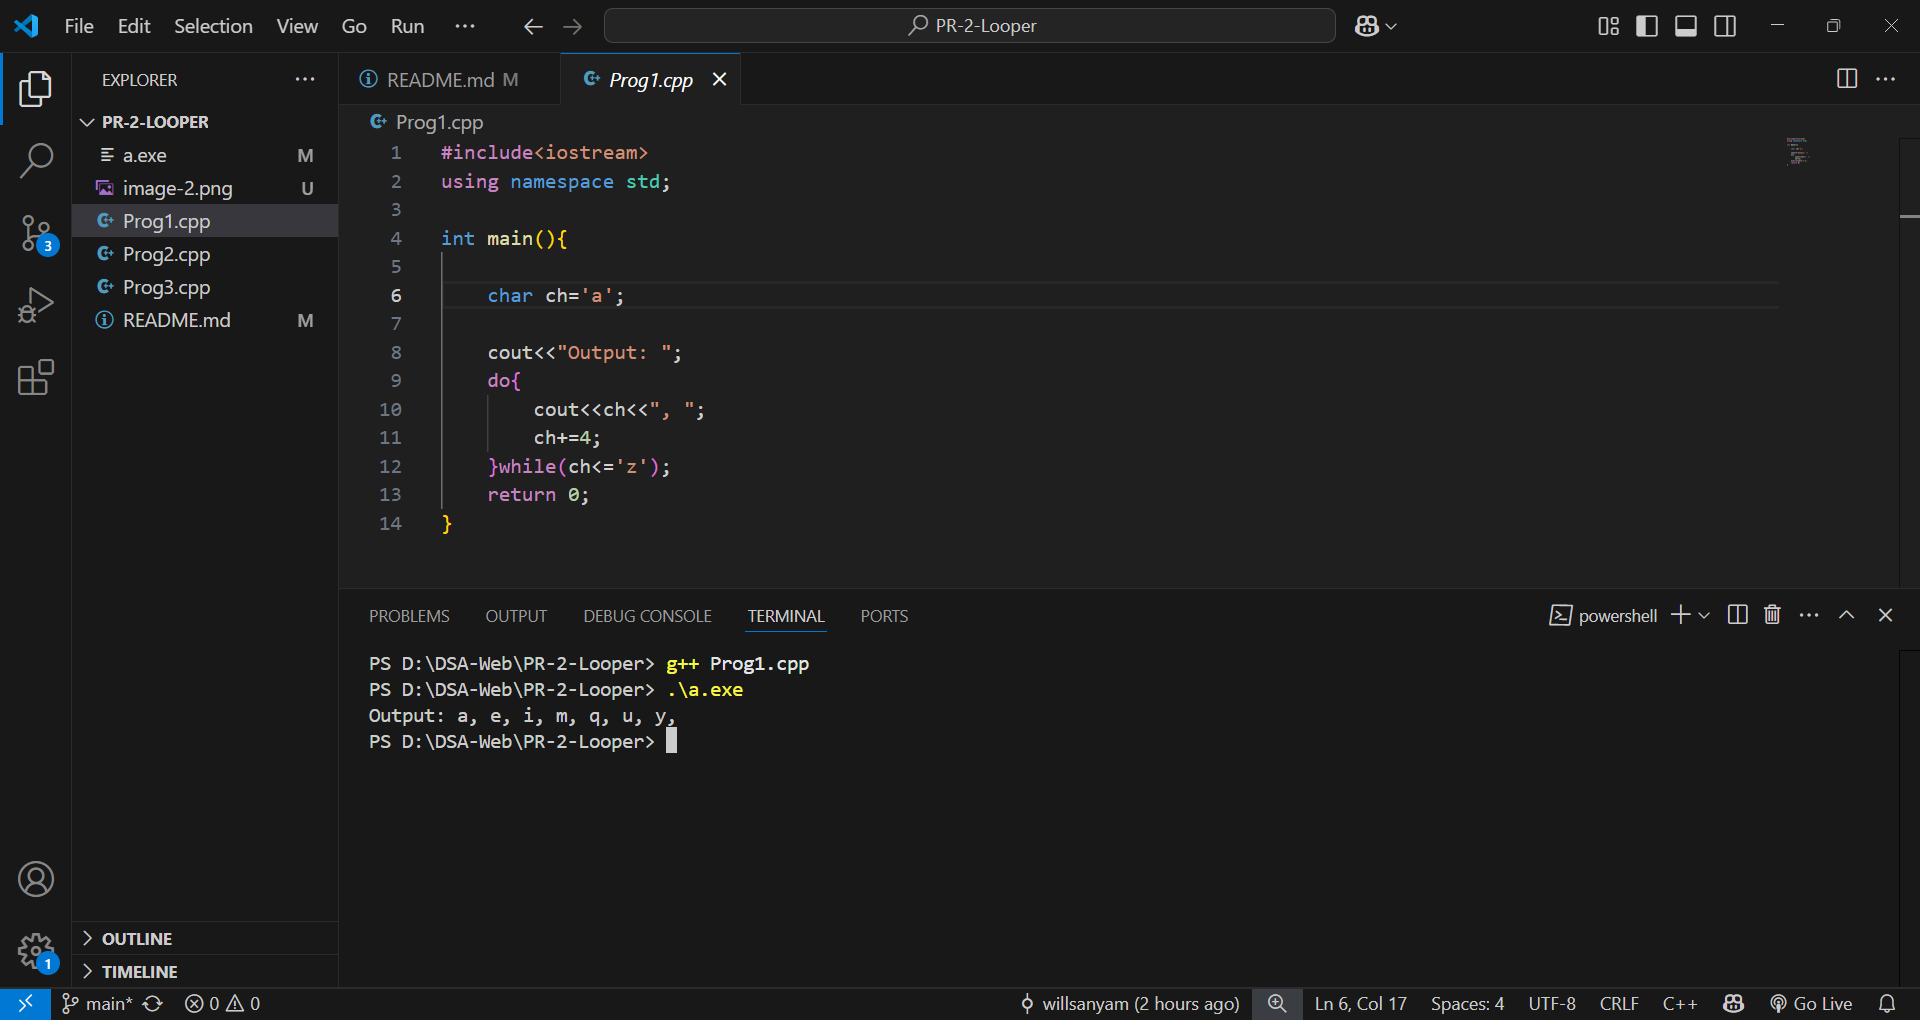 File Edit Selection View Go Run
PR-2-Looper
EXPLORER
PR-2-LOOPER
a.exe M
image-2.png U
Prog1.cpp
Prog2.cpp
Prog3.cpp
README.md M
3
1
OUTLINE
TIMELINE
README.md M
Prog1.cpp
Prog1.cpp
1 #include<iostream>
2 using namespace std;
3
4 int main(){
5
6 char ch='a';
7
8 cout<<"Output: ";
9 do{
10 cout<<ch<<", ";
11 ch+=4;
12 }while(ch<='z');
13 return 0;
14 }
PROBLEMS OUTPUT DEBUG CONSOLE TERMINAL PORTS
powershell
PS D:\DSA-Web\PR-2-Looper> g++ Prog1.cpp
PS D:\DSA-Web\PR-2-Looper> .\a.exe
Output: a, e, i, m, q, u, y,
PS D:\DSA-Web\PR-2-Looper>
main* 0 0 willsanyam (2 hours ago) Ln 6, Col 17 Spaces: 4 UTF-8 CRLF C++ Go Live